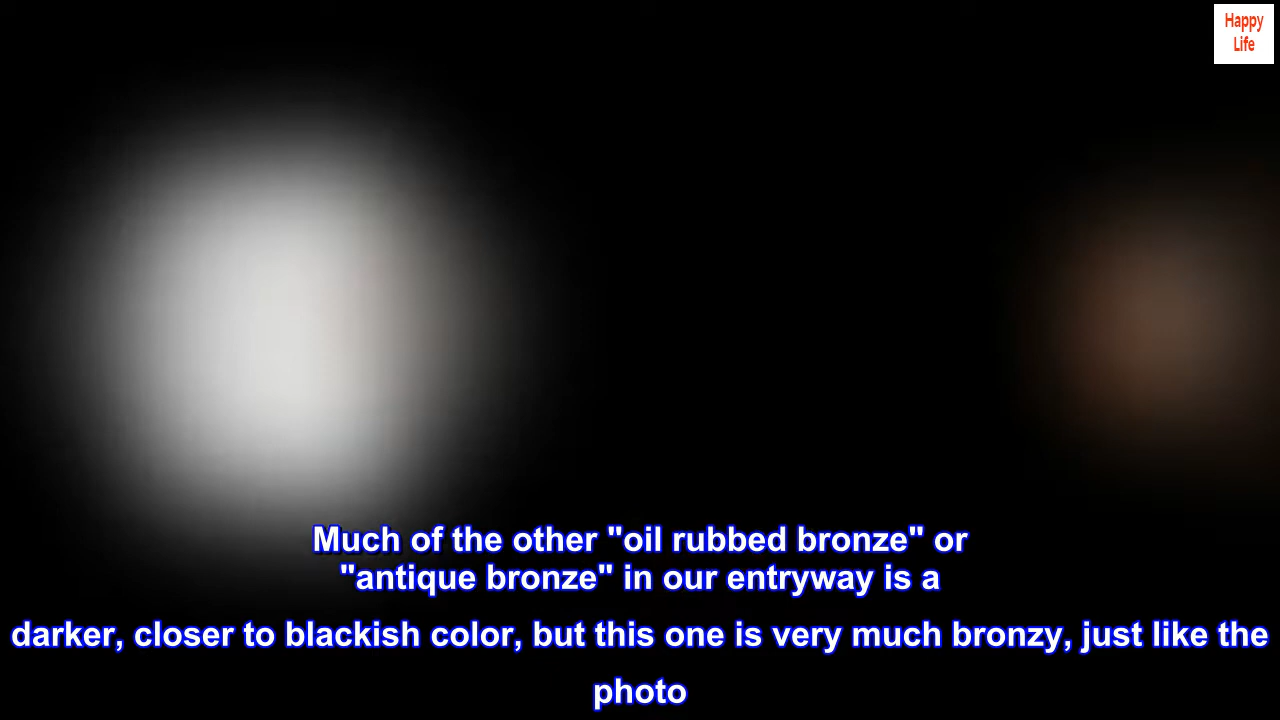 Happy
Life
Much of the other "oil rubbed bronze" or
"antique bronze" in our entryway is a
darker, closer to blackish color, but this one is very much bronzy, just like the
photo